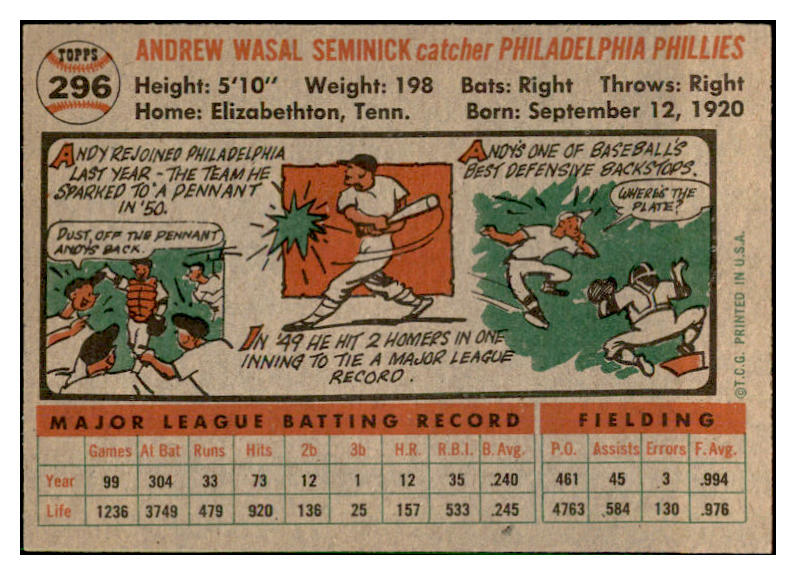 TOPPS
296
ANDREW WASAL SEMINICK catcher PHILADELPHIA PHILLIES
Height: 5'10" Weight: 198 Bats: Right Throws: Right
Home: Elizabethton, Tenn. Born: September 12, 1920
ANDY REJOINED PHILADELPHIA
LAST YEAR - THE TEAM HE
SPARKED TO A PENNANT
IN '50.
DUST OFF THE PENNANT
ANDY'S BACK.
IN '49 HE HIT 2 HOMERS IN ONE
INNING TO TIE A MAJOR LEAGUE
RECORD.
ANDY'S ONE OF BASEBALL'S
BEST DEFENSIVE BACKSTOPS.
WHERE'S THE
PLATE?
©T.C.G. PRINTED IN U.S.A.
MAJOR LEAGUE BATTING RECORD FIELDING
Games At Bat Runs Hits 2b 3b H.R. R.B.I. B. Avg. P.O. Assists Errors F. Avg.
Year 99 304 33 73 12 1 12 35 .240 461 45 3 .994
Life 1236 3749 479 920 136 25 157 533 .245 4763 584 130 .976